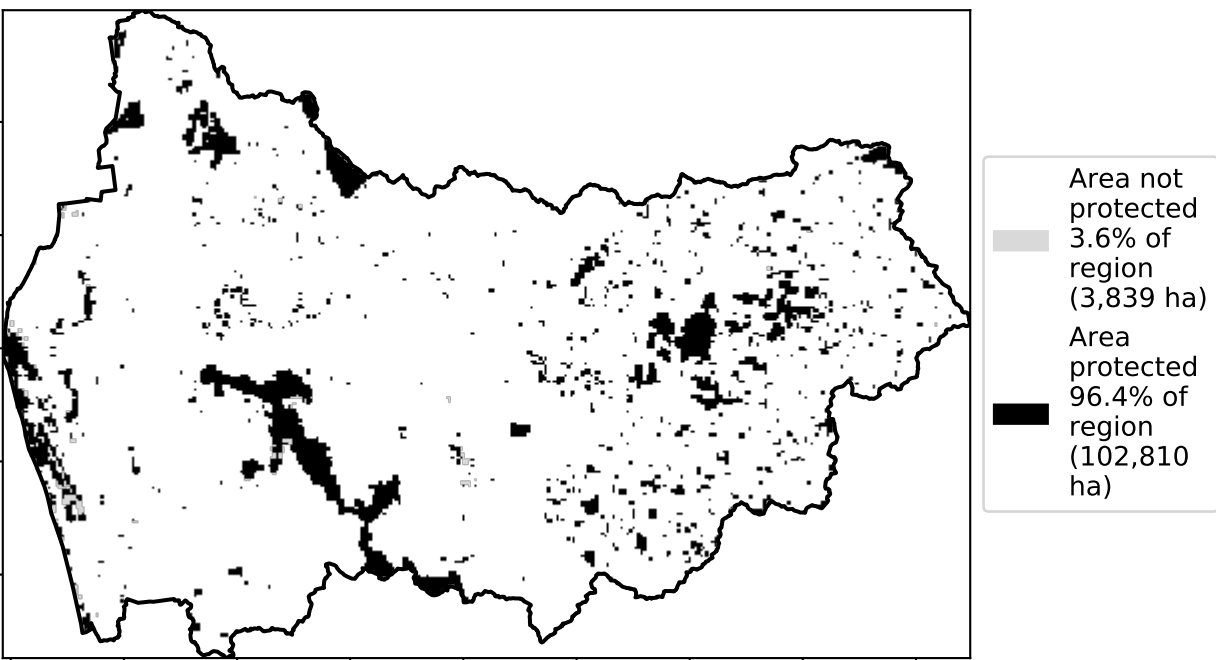 Area not
protected
3.6% of
region
(3,839 ha)
Area
protected
96.4% of
region
(102,810
ha)